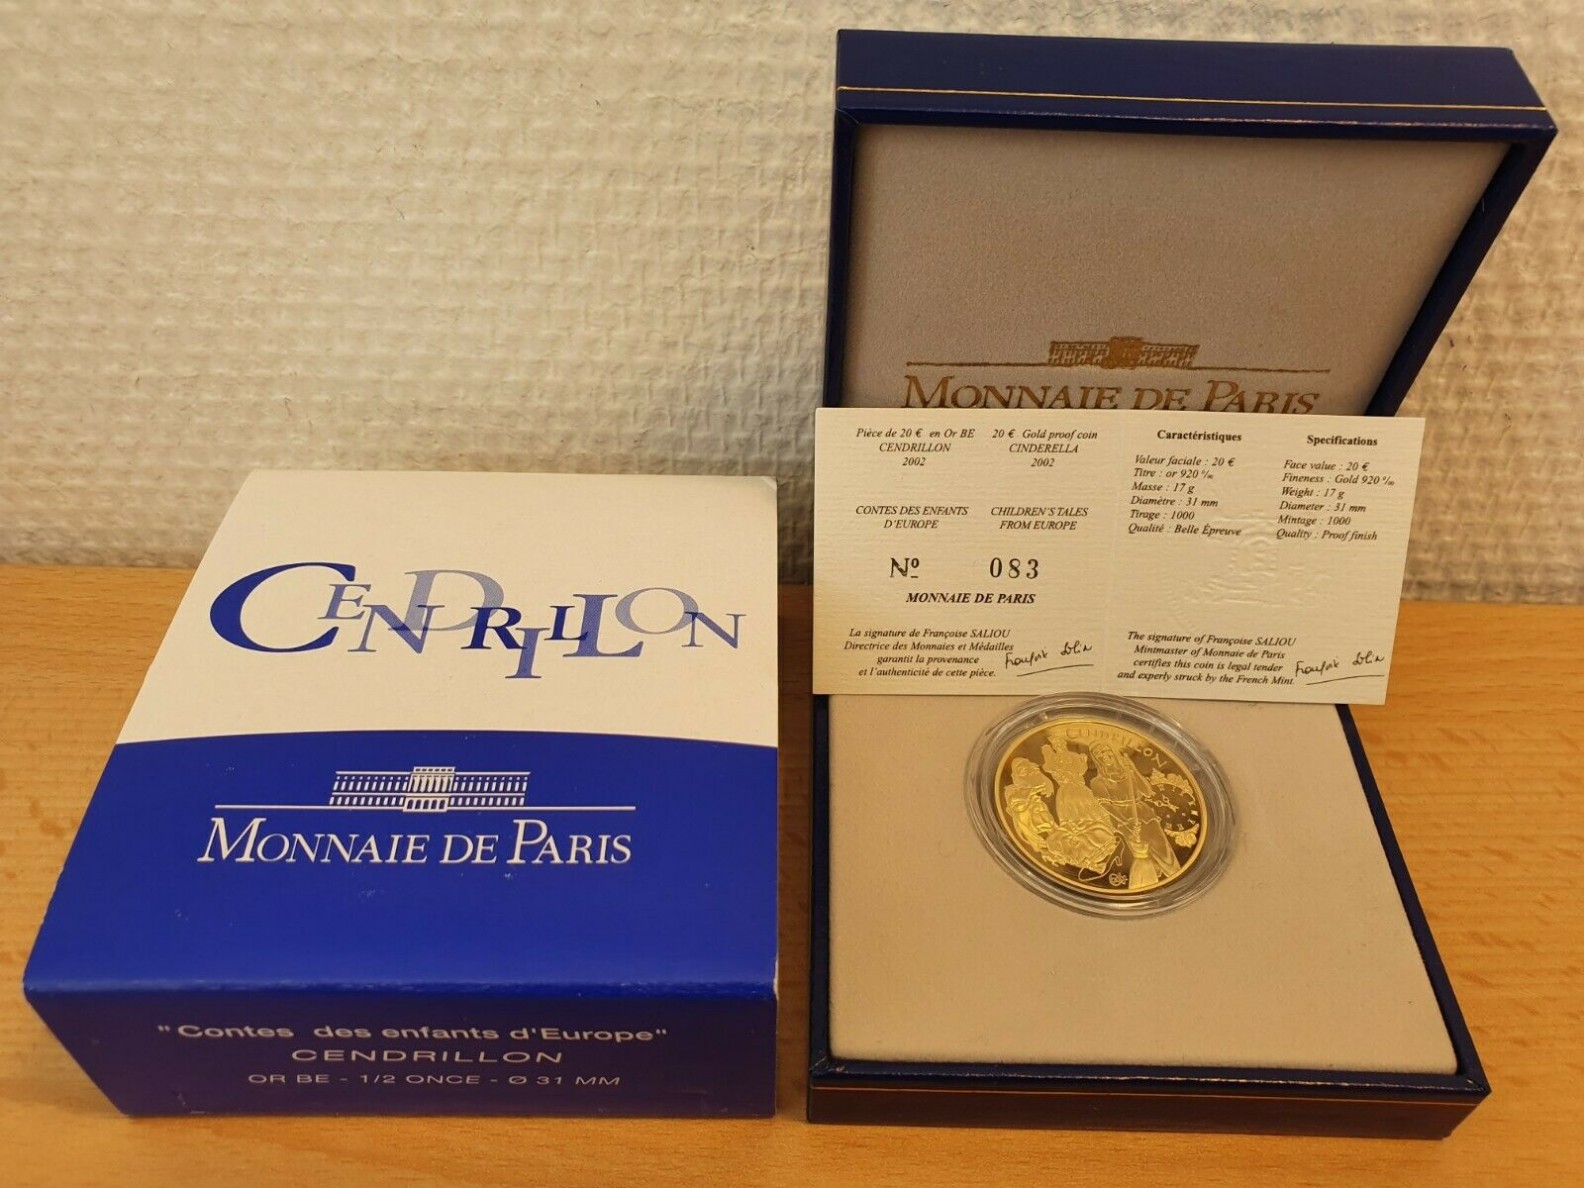 CENDRILLON
MONNAIE DE PARIS
"Contes des enfants d'Europe"
CENDRILLON
OR BE - 1/2 ONCE - Ø 31 MM
MONNAIE DE PARIS
Pièce de 20 € en Or BE
CENDRILLON
2002
CONTES DES ENFANTS
D'EUROPE
20 € Gold proof coin
CINDERELLA
2002
CHILDREN'S TALES
FROM EUROPE
Nº 083
MONNAIE DE PARIS
La signature de Françoise SALIOU
Directrice des Monnaies et Médailles
garantit la provenance
et l'authenticité de cette pièce.
Caractéristiques
Valeur faciale : 20 €
Titre : or 920 ‰
Masse : 17 g
Diamètre : 31 mm
Tirage : 1000
Qualité : Belle Épreuve
Specifications
Face value : 20 €
Fineness : Gold 920 ‰
Weight : 17 g
Diameter : 31 mm
Mintage : 1000
Quality : Proof finish
The signature of Françoise SALIOU
Mintmaster of Monnaie de Paris
certifies this coin is legal tender
and experly struck by the French Mint.
CENDRILLON